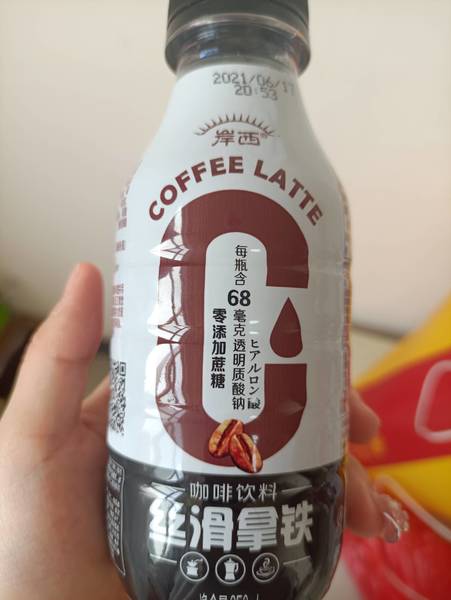 2021/06/17
20:53
岸西
COFFEE LATTE
每瓶含
68
毫克透明质酸钠
ヒアルロン酸
零添加蔗糖
咖啡饮料
丝滑拿铁